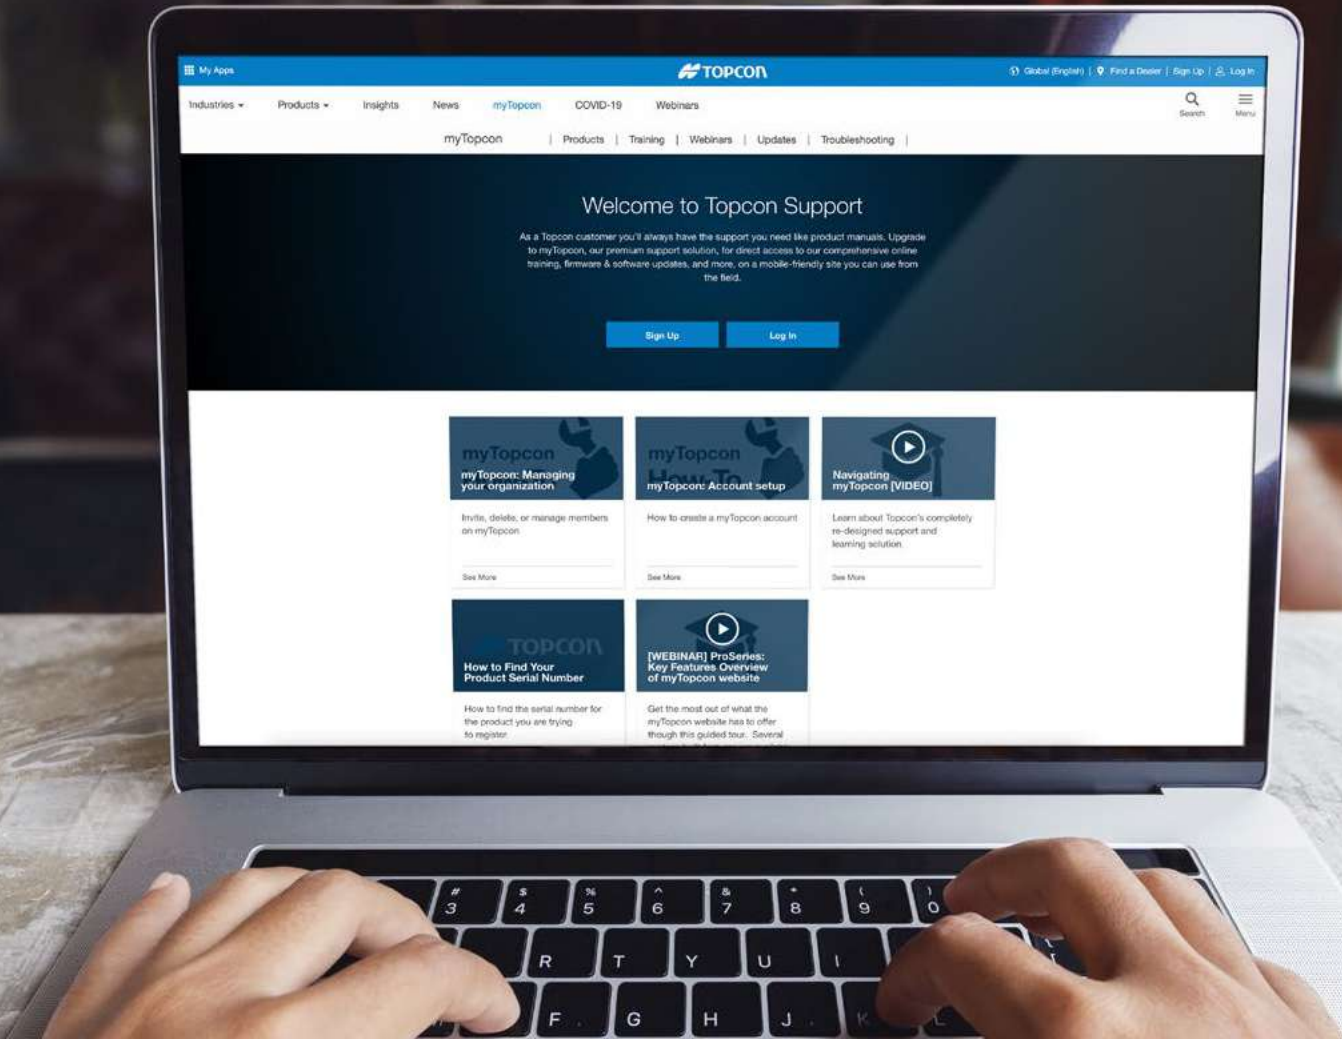 My Apps
TOPCON
Global (English) | Find a Dealer | Sign Up | Log In
Industries Products Insights News myTopcon COVID-19 Webinars
Search Menu
myTopcon | Products | Training | Webinars | Updates | Troubleshooting |
Welcome to Topcon Support
As a Topcon customer you'll always have the support you need like product manuals. Upgrade
to myTopcon, our premium support solution, for direct access to our comprehensive online
training, firmware & software updates, and more, on a mobile-friendly site you can use from
the field.
Sign Up Log In
myTopcon
myTopcon: Managing
your organization
Invite, delete, or manage members
on myTopcon
See More
myTopcon
How-To
myTopcon: Account setup
How to create a myTopcon account
See More
Navigating
myTopcon [VIDEO]
Learn about Topcon's completely
re-designed support and
learning solution
See More
TOPCON
How to Find Your
Product Serial Number
How to find the serial number for
the product you are trying
to register
[WEBINAR] ProSeries:
Key Features Overview
of myTopcon website
Get the most out of what the
myTopcon website has to offer
though this guided tour. Several
# $ % ^ & * ( )
3 4 5 6 7 8 9 0
R T Y U I
F G H J K L